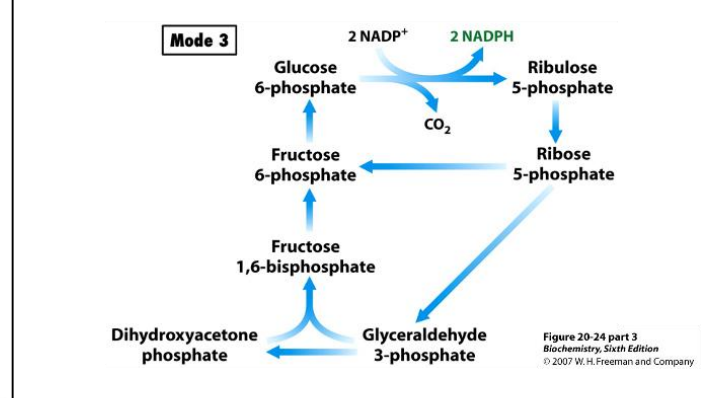 Mode 3
2 NADP⁺
2 NADPH
Glucose
6-phosphate
Ribulose
5-phosphate
CO₂
Fructose
6-phosphate
Ribose
5-phosphate
Fructose
1,6-bisphosphate
Dihydroxyacetone
phosphate
Glyceraldehyde
3-phosphate
Figure 20-24 part 3
Biochemistry, Sixth Edition
© 2007 W. H. Freeman and Company